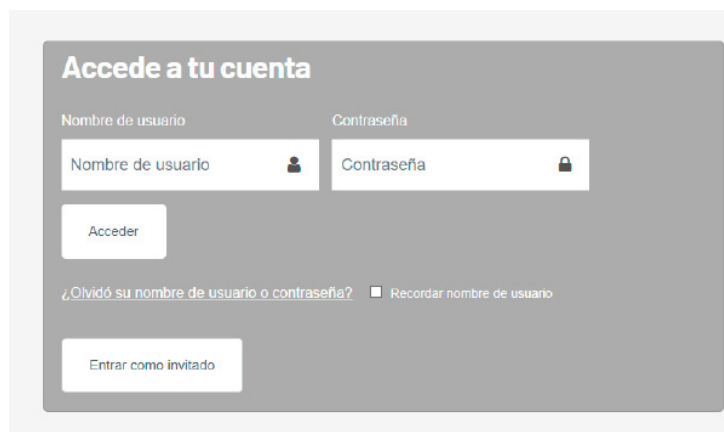 Accede a tu cuenta
Nombre de usuario Contraseña
Nombre de usuario Contraseña
Acceder
¿Olvidó su nombre de usuario o contraseña? Recordar nombre de usuario
Entrar como invitado